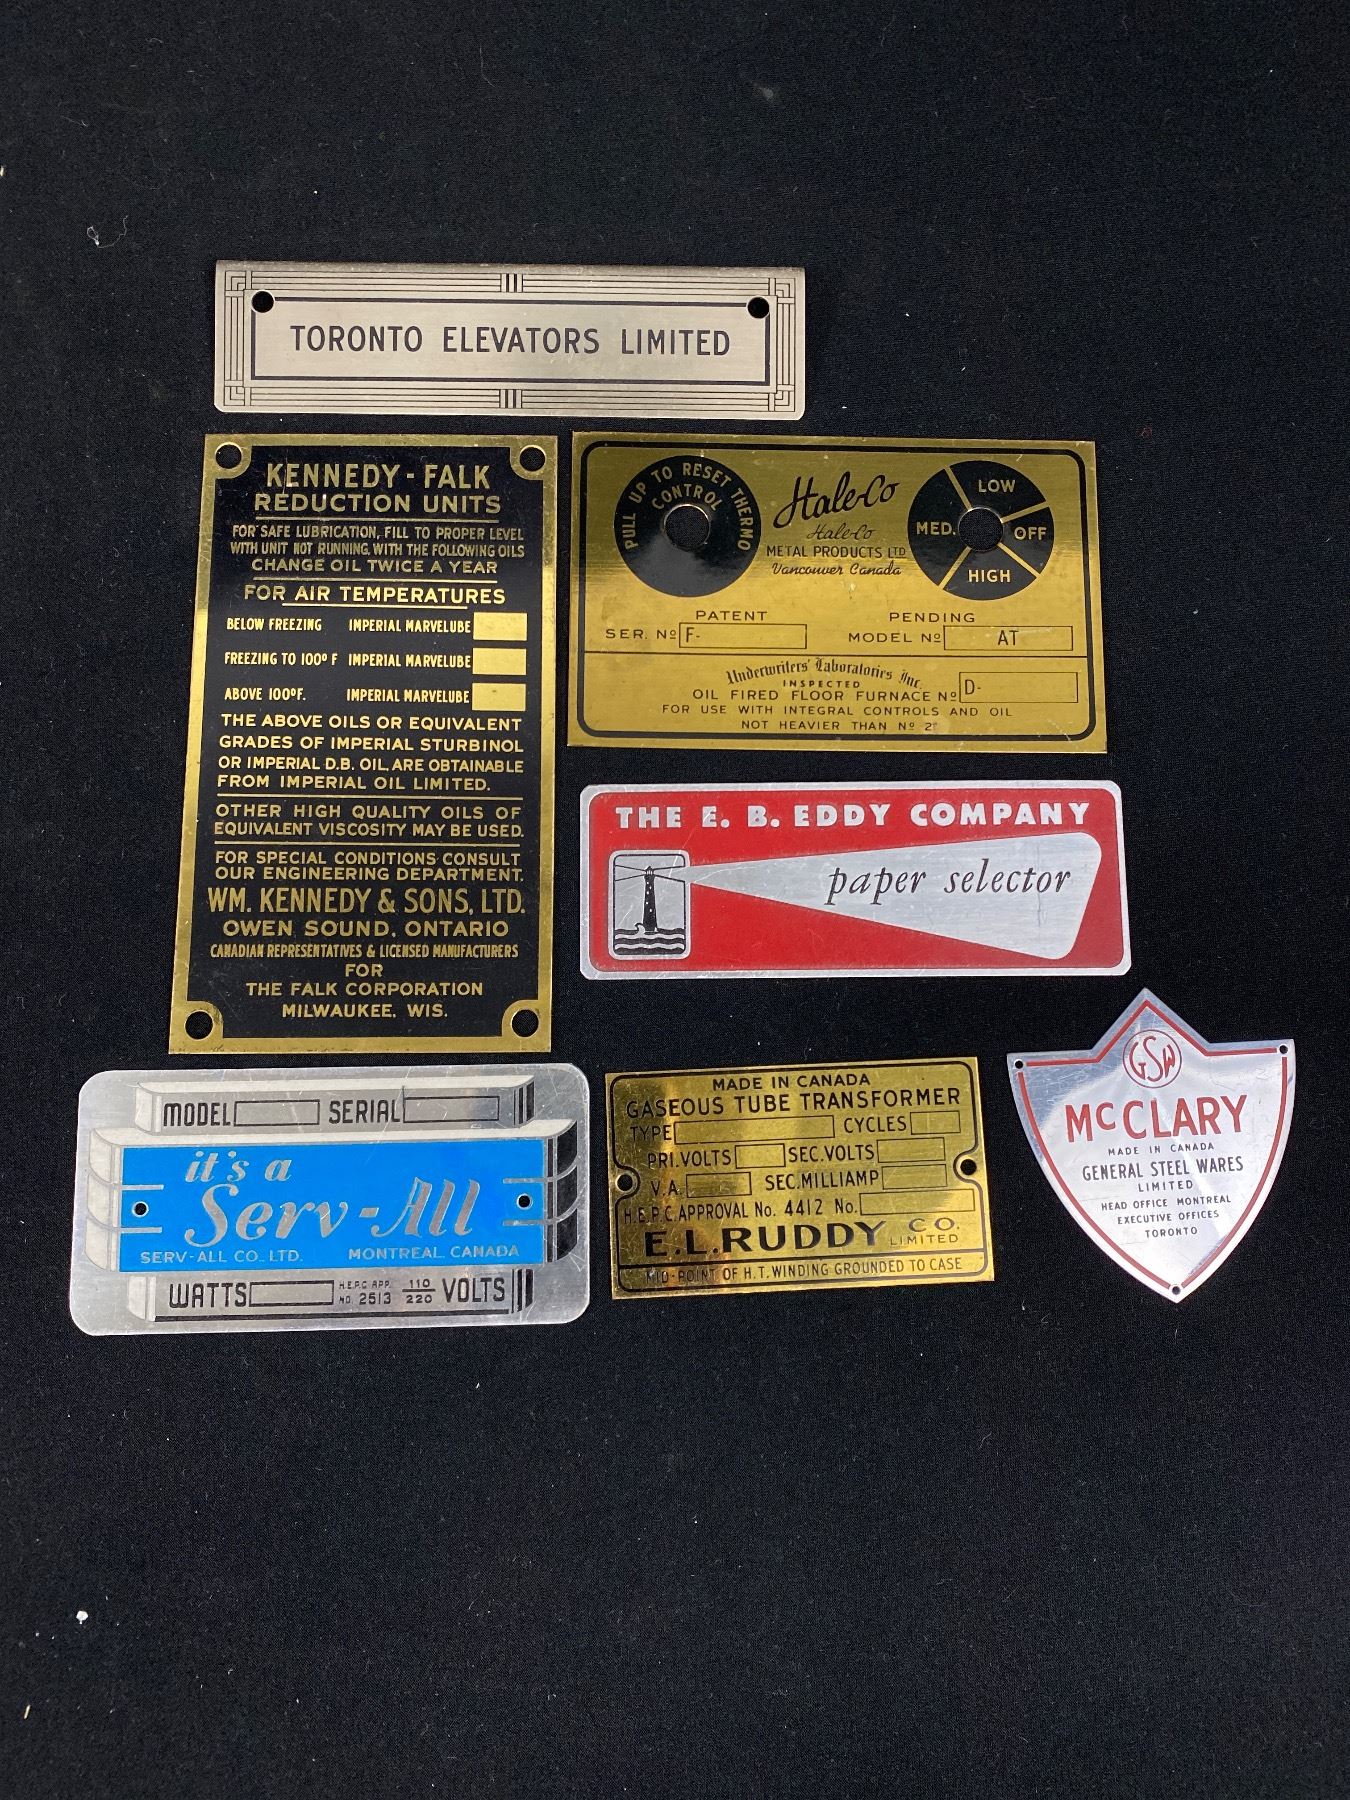 TORONTO ELEVATORS LIMITED
KENNEDY - FALK
REDUCTION UNITS
FOR SAFE LUBRICATION, FILL TO PROPER LEVEL
WITH UNIT NOT RUNNING, WITH THE FOLLOWING OILS
CHANGE OIL TWICE A YEAR
FOR AIR TEMPERATURES
BELOW FREEZING IMPERIAL MARVELUBE
FREEZING TO 100° F IMPERIAL MARVELUBE
ABOVE 100°F. IMPERIAL MARVELUBE
THE ABOVE OILS OR EQUIVALENT
GRADES OF IMPERIAL STURBINOL
OR IMPERIAL D.B. OIL, ARE OBTAINABLE
FROM IMPERIAL OIL LIMITED.
OTHER HIGH QUALITY OILS OF
EQUIVALENT VISCOSITY MAY BE USED.
FOR SPECIAL CONDITIONS CONSULT
OUR ENGINEERING DEPARTMENT.
WM. KENNEDY & SONS, LTD.
OWEN SOUND, ONTARIO
CANADIAN REPRESENTATIVES & LICENSED MANUFACTURERS
FOR
THE FALK CORPORATION
MILWAUKEE, WIS.
PULL UP TO RESET THERMO
CONTROL
Hale-Co
Hale-Co
METAL PRODUCTS LTD
Vancouver Canada
LOW
MED. OFF
HIGH
PATENT PENDING
SER. Nº F- MODEL Nº AT
Underwriters' Laboratories Inc.
INSPECTED
OIL FIRED FLOOR FURNACE Nº D-
FOR USE WITH INTEGRAL CONTROLS AND OIL
NOT HEAVIER THAN Nº 2
THE E. B. EDDY COMPANY
paper selector
MODEL SERIAL
it's a
Serv-All
SERV-ALL CO. LTD. MONTREAL CANADA
WATTS H.E.P.C. APP. NO. 2513 110/220 VOLTS
MADE IN CANADA
GASEOUS TUBE TRANSFORMER
TYPE CYCLES
PRI. VOLTS SEC. VOLTS
V.A. SEC. MILLIAMP
H.E.P.C. APPROVAL No. 4412 No.
E.L.RUDDY CO. LIMITED
MID-POINT OF H.T. WINDING GROUNDED TO CASE
GSW
McCLARY
MADE IN CANADA
GENERAL STEEL WARES
LIMITED
HEAD OFFICE MONTREAL
EXECUTIVE OFFICES
TORONTO